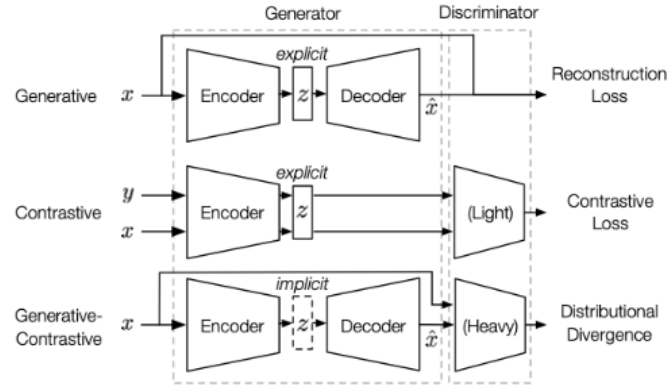 Generator
Discriminator
explicit
Generative
x
Encoder
z
Decoder
x̂
Reconstruction
Loss
explicit
Contrastive
y
x
Encoder
z
(Light)
Contrastive
Loss
implicit
Generative-
Contrastive
x
Encoder
z
Decoder
x̂
(Heavy)
Distributional
Divergence